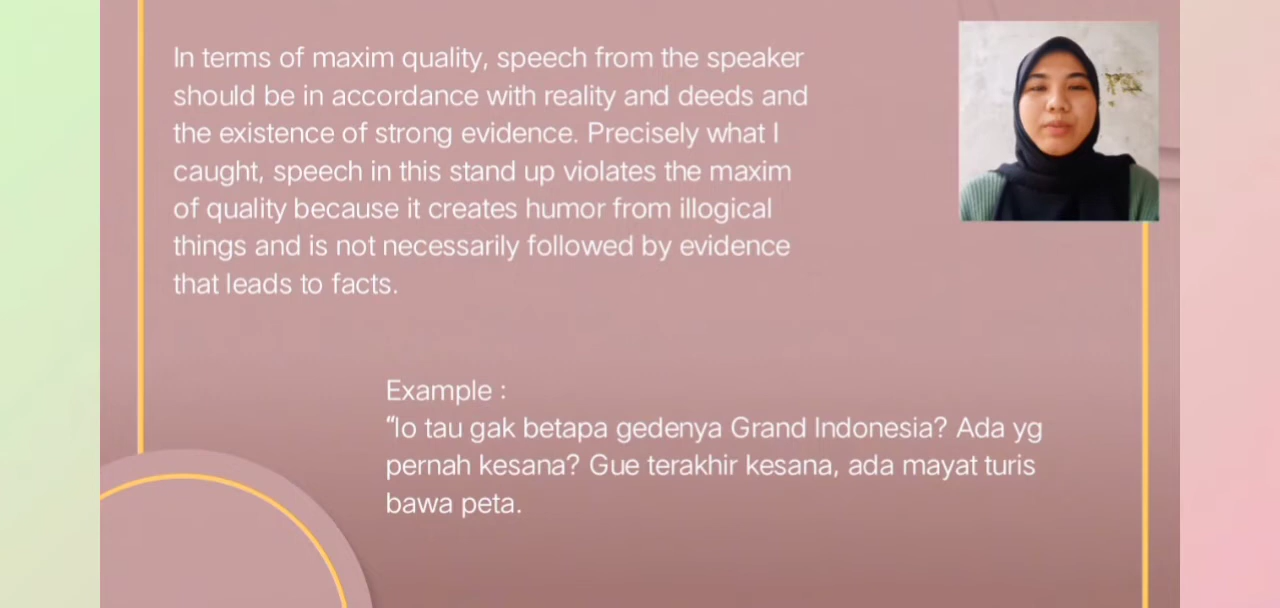 In terms of maxim quality, speech from the speaker
should be in accordance with reality and deeds and
the existence of strong evidence. Precisely what I
caught, speech in this stand up violates the maxim
of quality because it creates humor from illogical
things and is not necessarily followed by evidence
that leads to facts.
Example :
“lo tau gak betapa gedenya Grand Indonesia? Ada yg
pernah kesana? Gue terakhir kesana, ada mayat turis
bawa peta.